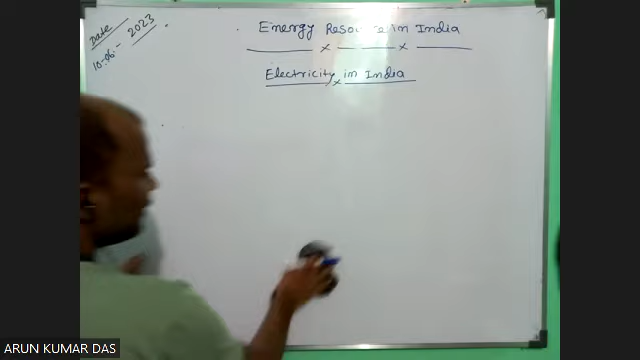 Date
10-06-2023
Energy Resource in India
Electricity in India
ARUN KUMAR DAS